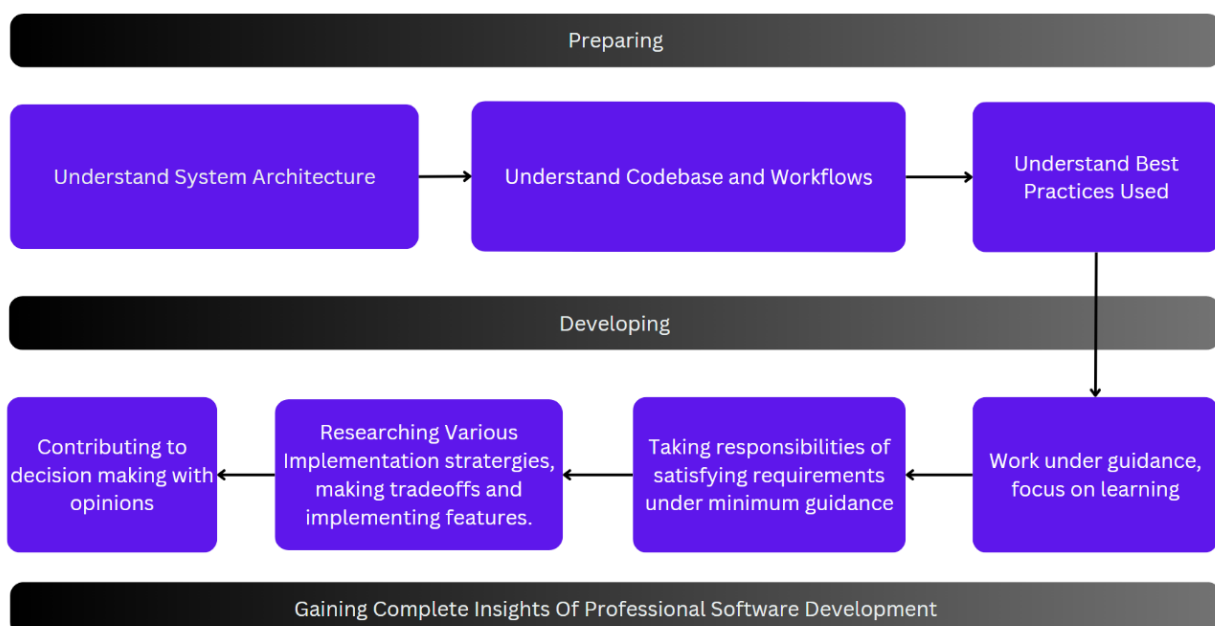 Preparing
Understand System Architecture
Understand Codebase and Workflows
Understand Best
Practices Used
Developing
Contributing to
decision making with
opinions
Researching Various
Implementation stratergies,
making tradeoffs and
implementing features.
Taking responsibilities of
satisfying requirements
under minimum guidance
Work under guidance,
focus on learning
Gaining Complete Insights Of Professional Software Development